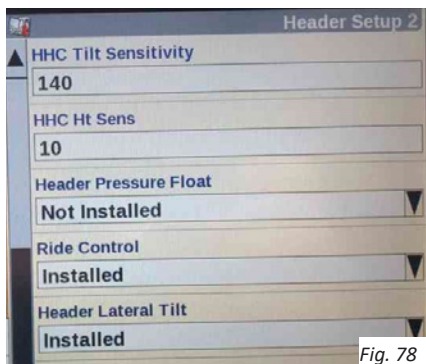 Header Setup 2
HHC Tilt Sensitivity
140
HHC Ht Sens
10
Header Pressure Float
Not Installed
Ride Control
Installed
Header Lateral Tilt
Installed
Fig. 78